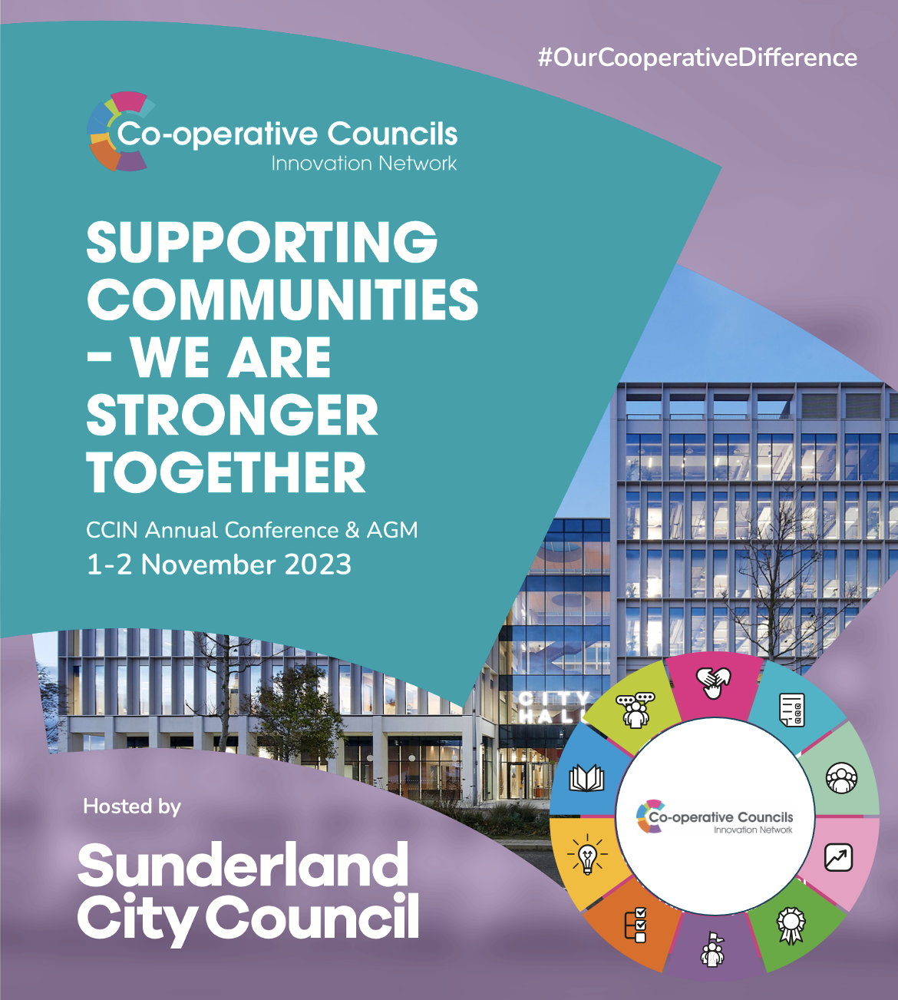 #OurCooperativeDifference
Co-operative Councils
Innovation Network
SUPPORTING
COMMUNITIES
– WE ARE
STRONGER
TOGETHER
CCIN Annual Conference & AGM
1-2 November 2023
CITY
HALL
Hosted by
Sunderland
City Council
Co-operative Councils
Innovation Network